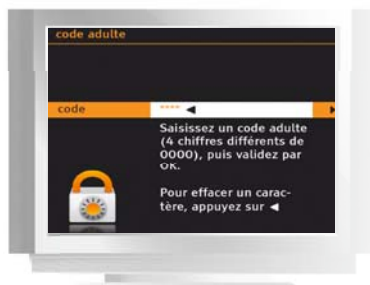 code adulte
code **** ◄
Saisissez un code adulte
(4 chiffres différents de
0000), puis validez par
OK.
Pour effacer un carac-
tère, appuyez sur ◄